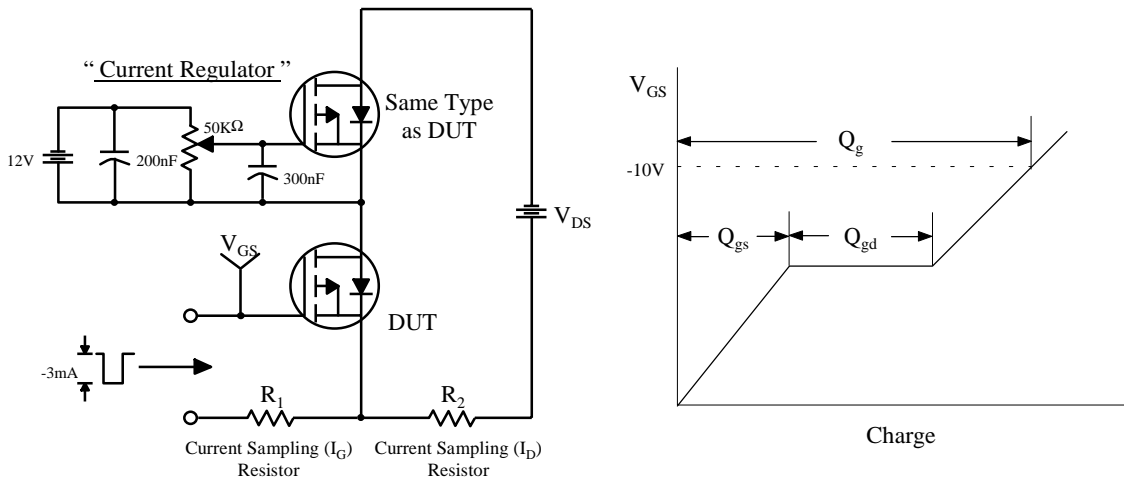 “ Current Regulator ”
Same Type
as DUT
50KΩ
12V
200nF
300nF
V_DS
V_GS
DUT
-3mA
R_1
R_2
Current Sampling (I_G)
Resistor
Current Sampling (I_D)
Resistor
V_GS
Q_g
-10V
Q_gs
Q_gd
Charge